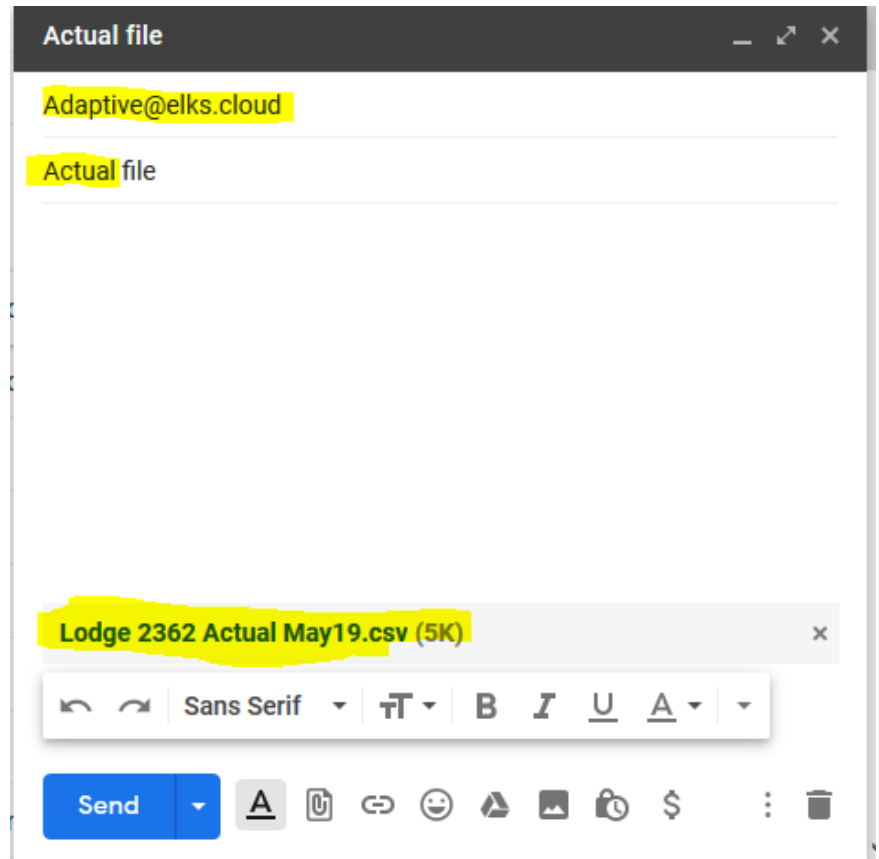 Actual file
Adaptive@elks.cloud
Actual file
Lodge 2362 Actual May19.csv (5K)
Sans Serif T B I U A
Send A $